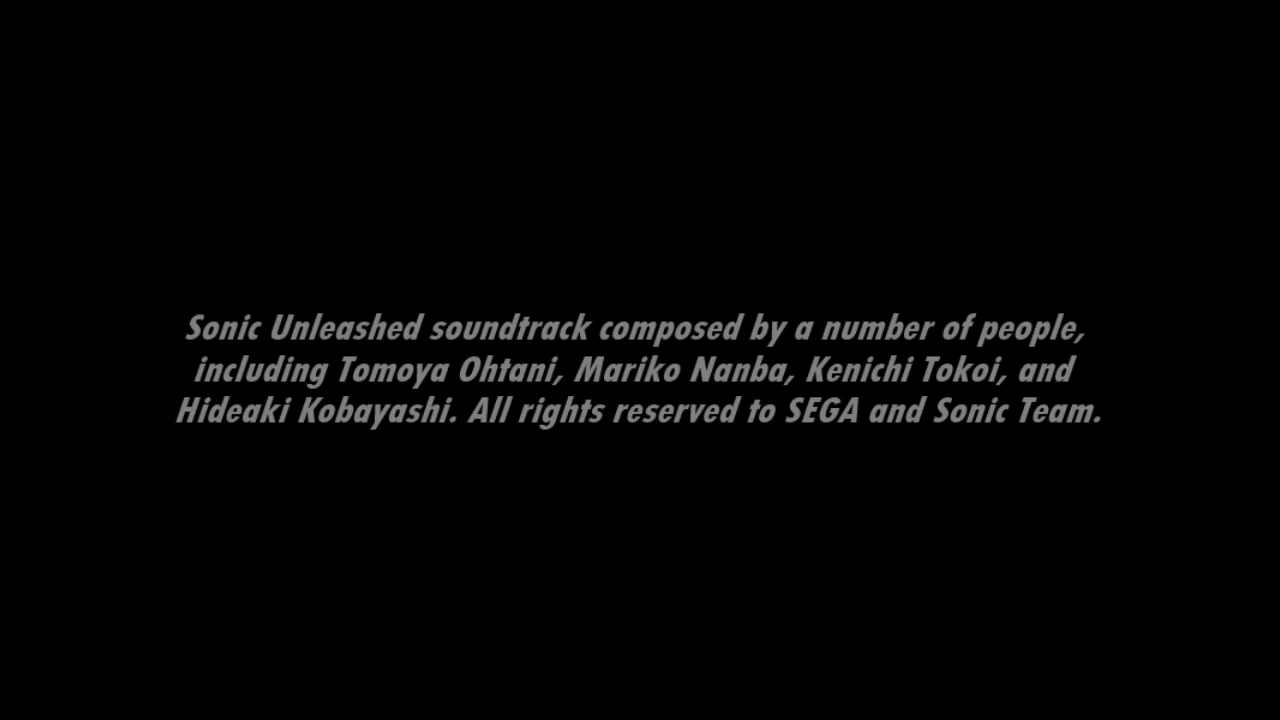 Sonic Unleashed soundtrack composed by a number of people,
including Tomoya Ohtani, Mariko Nanba, Kenichi Tokoi, and
Hideaki Kobayashi. All rights reserved to SEGA and Sonic Team.